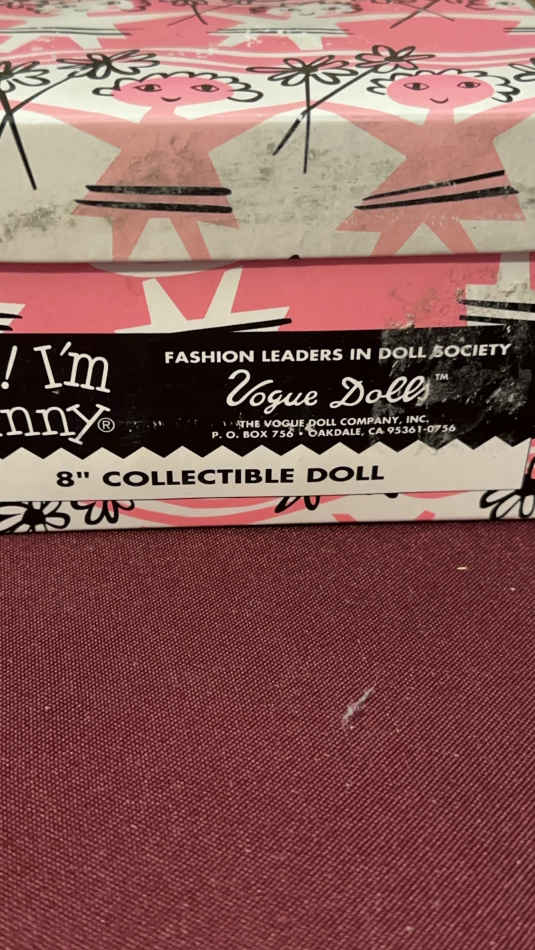 ! I'm
nny®
FASHION LEADERS IN DOLL SOCIETY
Vogue Dolls™
THE VOGUE DOLL COMPANY, INC.
P. O. BOX 756 • OAKDALE, CA 95361-0756
8" COLLECTIBLE DOLL